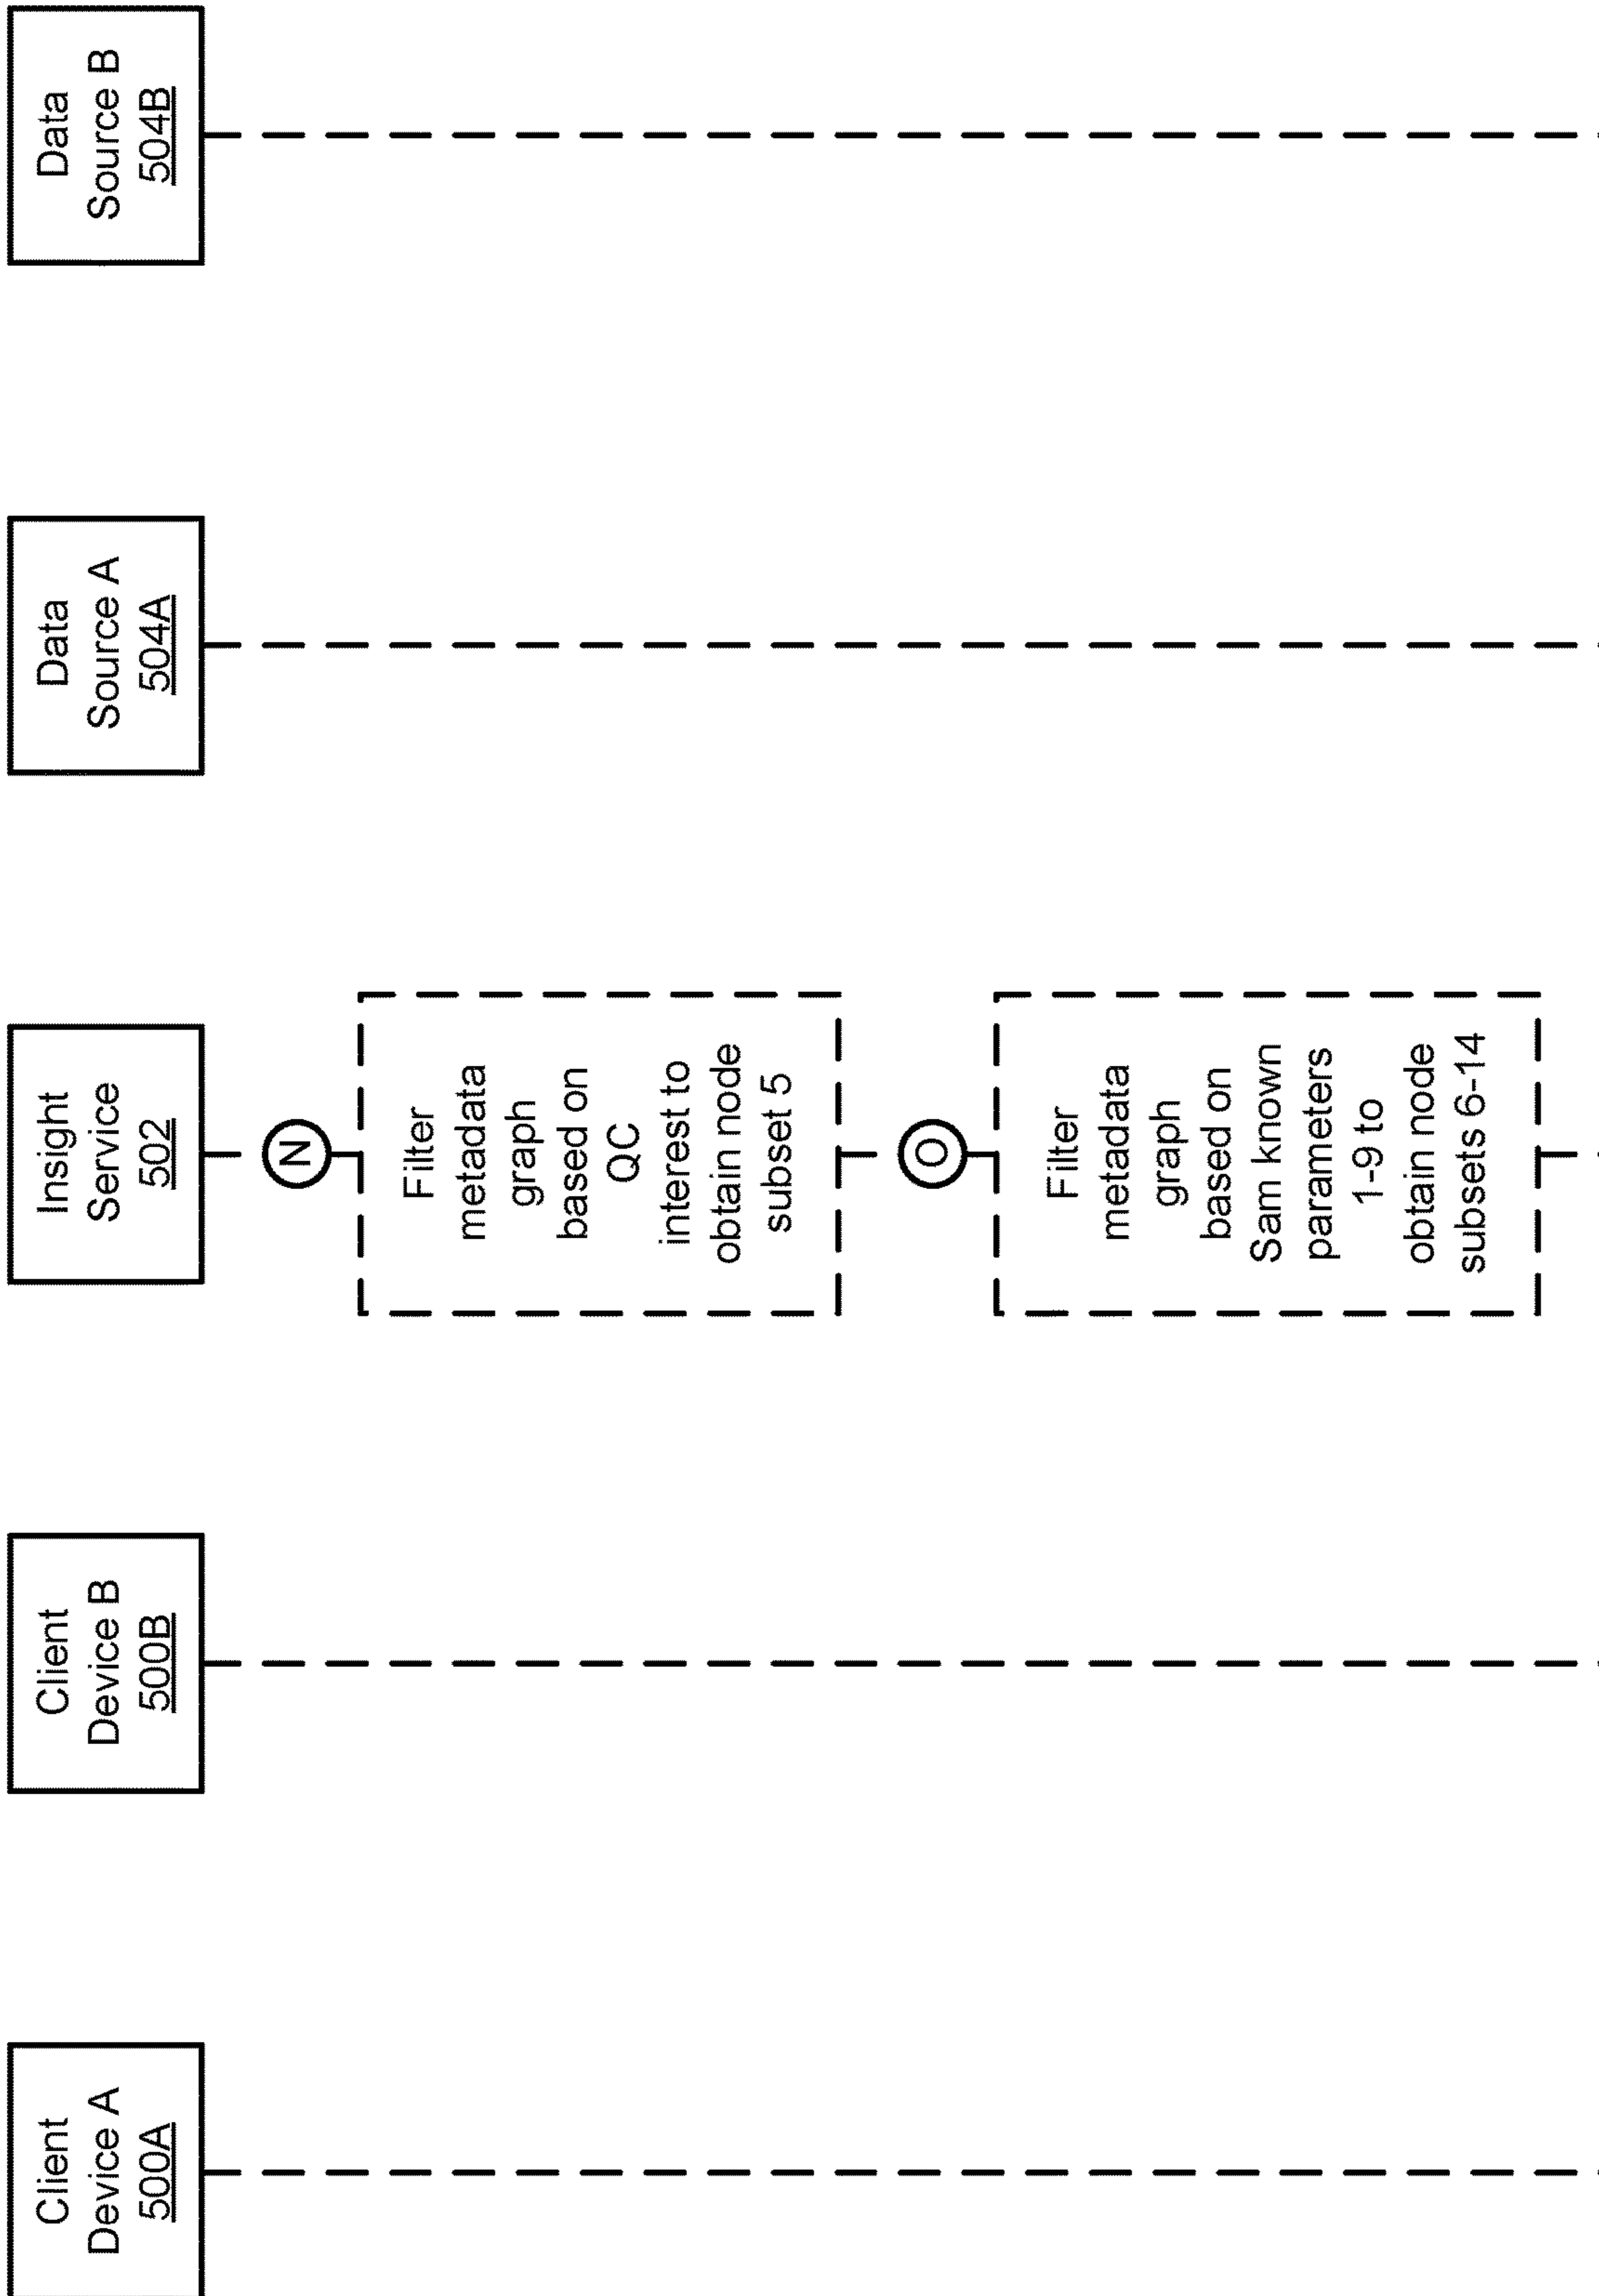 Client
Device A
500A
Client
Device B
500B
Insight
Service
502
Data
Source A
504A
Data
Source B
504B
N
Filter
metadata
graph
based on
QC
interest to
obtain node
subset 5
O
Filter
metadata
graph
based on
Sam known
parameters
1-9 to
obtain node
subsets 6-14